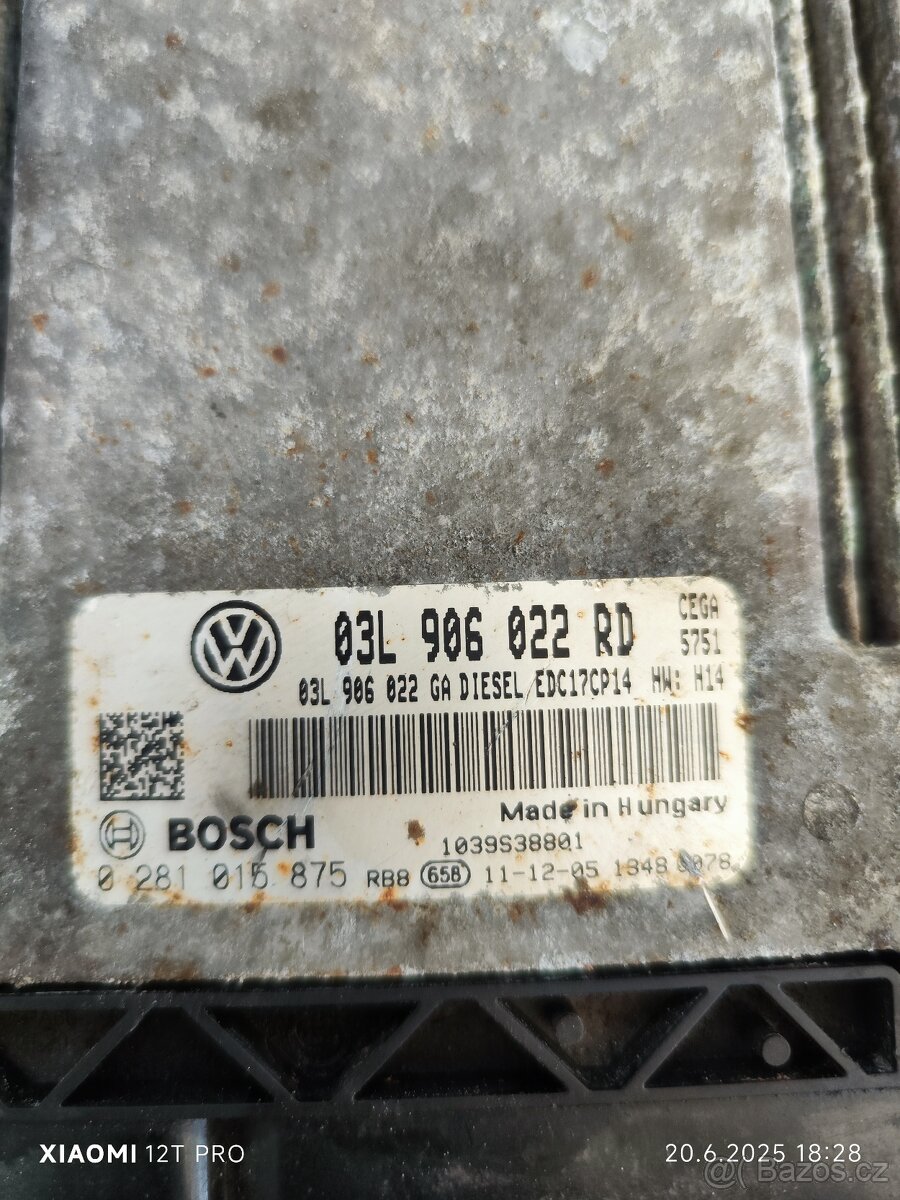 03L 906 022 RD
CEGA
5751
03L 906 022 GA DIESEL EDC17CP14 HW: H14
Made in Hungary
BOSCH
1039S38801
0 281 015 875 RB8 658 11-12-05 1348
XIAOMI 12T PRO
20.6.2025 18:28
@ Bazos.cz